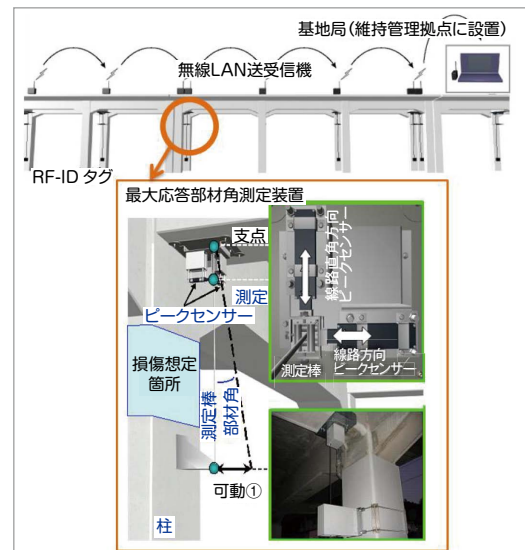 基地局（維持管理拠点に設置）
無線LAN送受信機
RF-ID タグ
最大応答部材角測定装置
支点
測定
ピークセンサー
線路直角方向
ピークセンサー
線路方向
ピークセンサー
測定棒
損傷想定
箇所
測定棒
部材角
可動①
柱